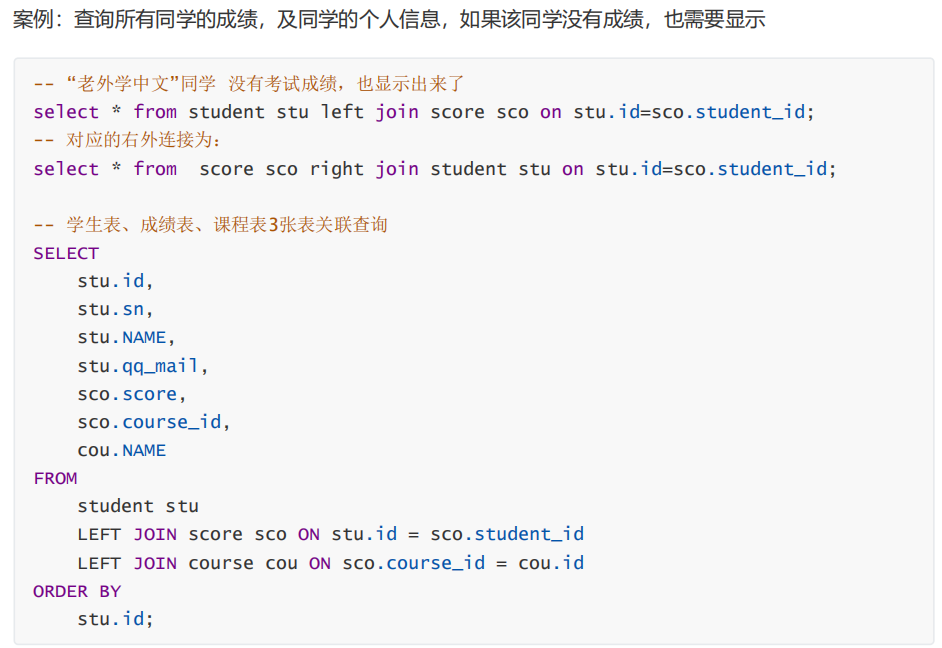 案例：查询所有同学的成绩，及同学的个人信息，如果该同学没有成绩，也需要显示
-- “老外学中文”同学 没有考试成绩，也显示出来了
select * from student stu left join score sco on stu.id=sco.student_id;
-- 对应的右外连接为：
select * from  score sco right join student stu on stu.id=sco.student_id;
-- 学生表、成绩表、课程表3张表关联查询
SELECT
    stu.id,
    stu.sn,
    stu.NAME,
    stu.qq_mail,
    sco.score,
    sco.course_id,
    cou.NAME
FROM
    student stu
    LEFT JOIN score sco ON stu.id = sco.student_id
    LEFT JOIN course cou ON sco.course_id = cou.id
ORDER BY
    stu.id;